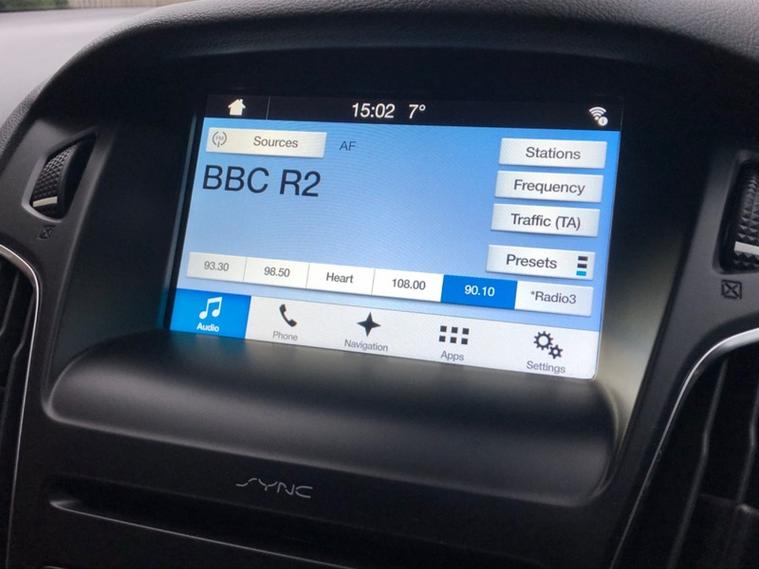 15:02 7°
FM Sources AF
Stations
BBC R2
Frequency
Traffic (TA)
Presets
93.30 98.50 Heart 108.00 90.10 *Radio3
Audio Phone Navigation Apps Settings
SYNC